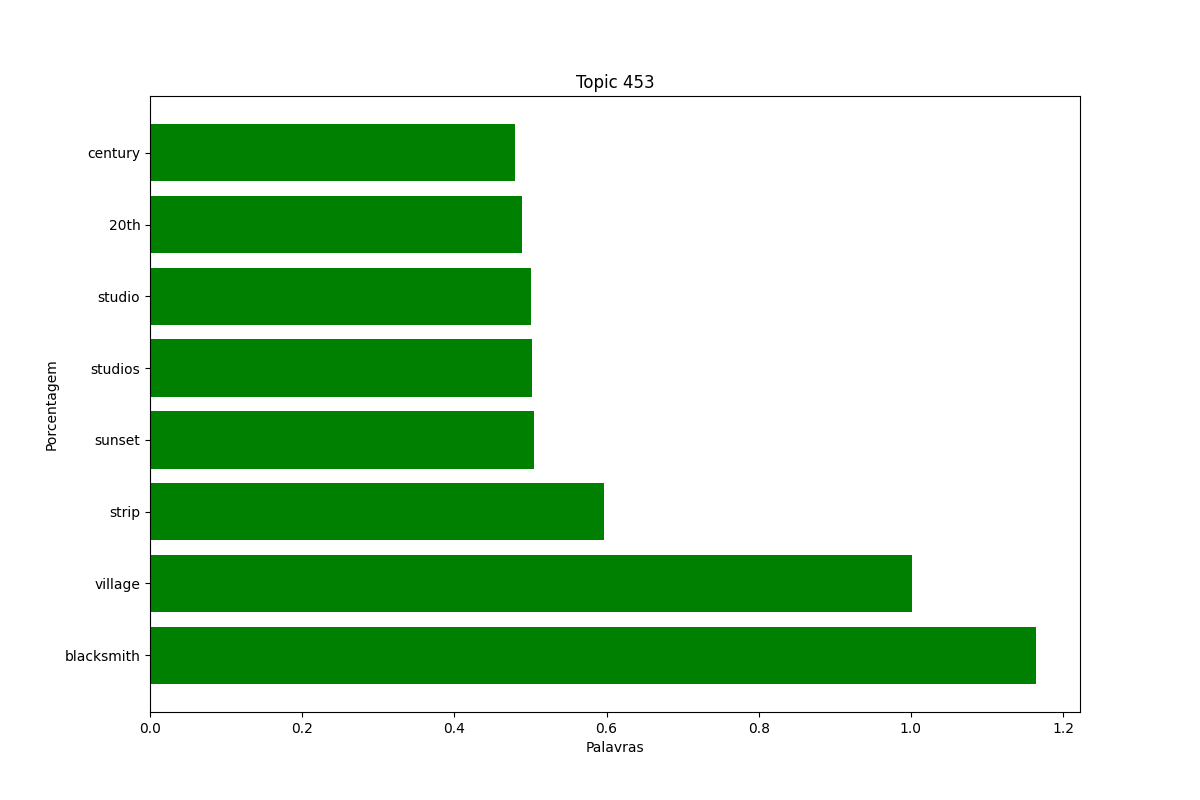 Topic 453
century
20th
studio
studios
sunset
strip
village
blacksmith
Porcentagem
0.0 0.2 0.4 0.6 0.8 1.0 1.2
Palavras